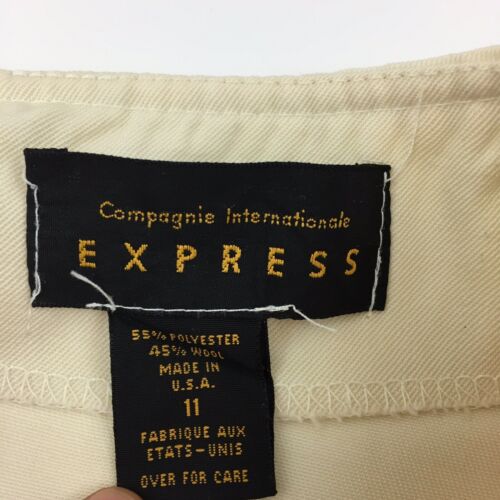 Compagnie Internationale
EXPRESS
55% POLYESTER
45% WOOL
MADE IN
U.S.A.
11
FABRIQUE AUX
ETATS-UNIS
OVER FOR CARE